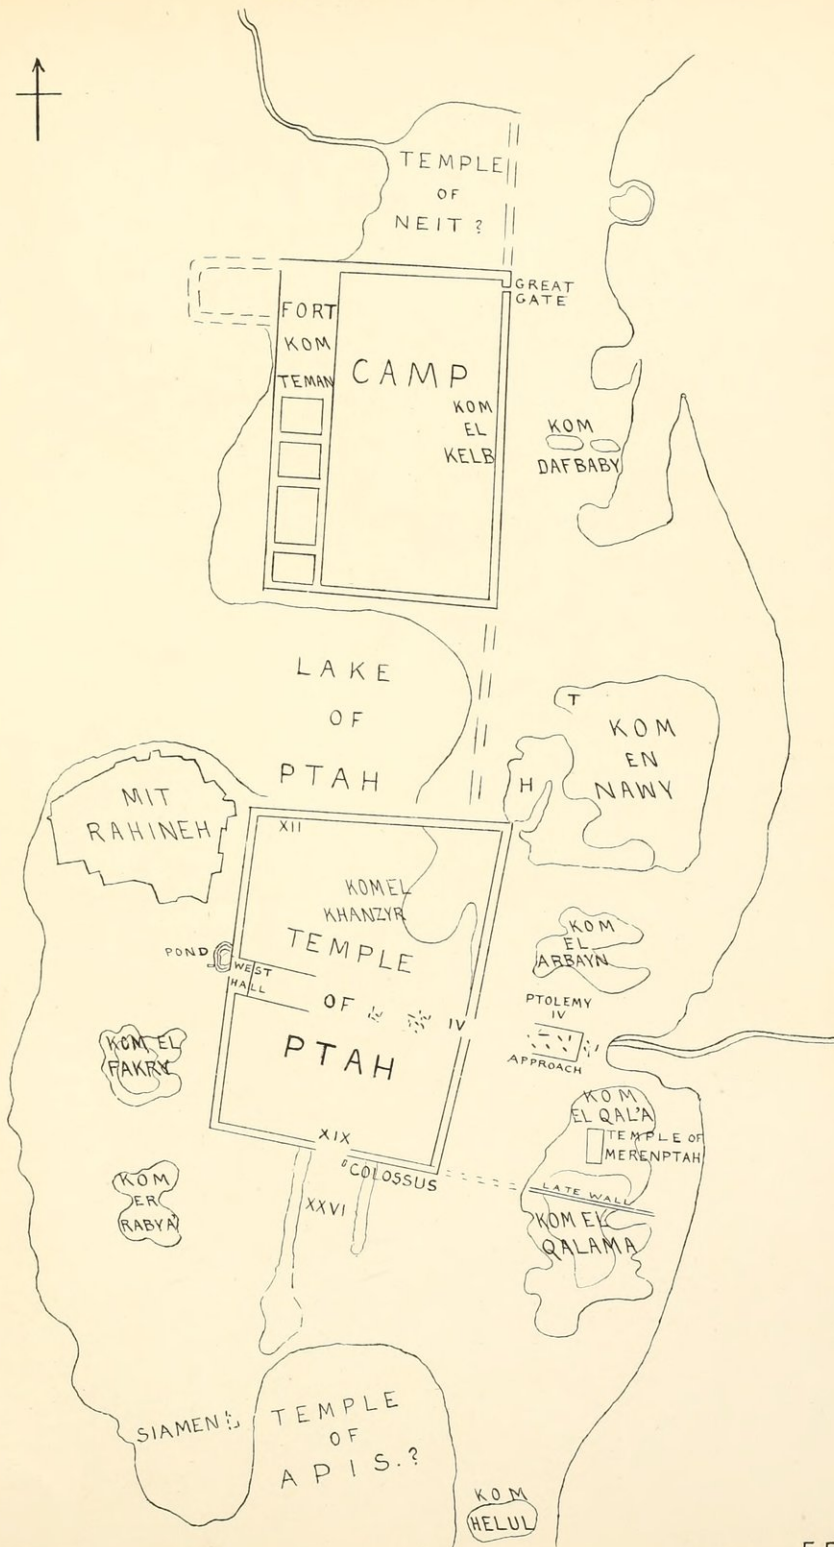 TEMPLE
OF
NEIT ?
GREAT
GATE
FORT
KOM
TEMAN
CAMP
KOM
EL
KELB
KOM
DAFBABY
LAKE
OF
PTAH
T
KOM
EN
NAWY
H
MIT
RAHINEH
XII
KOM EL
KHANZYR
TEMPLE
OF
PTAH
IV
POND
WEST
HALL
KOM
EL
ARBAYN
PTOLEMY
IV
APPROACH
KOM EL
FAKRY
KOM
EL QAL'A
TEMPLE OF
MERENPTAH
XIX
COLOSSUS
XXVI
LATE WALL
KOM
ER
RABYA
KOM EL
QALAMA
SIAMEN
TEMPLE
OF
APIS.?
KOM
HELUL